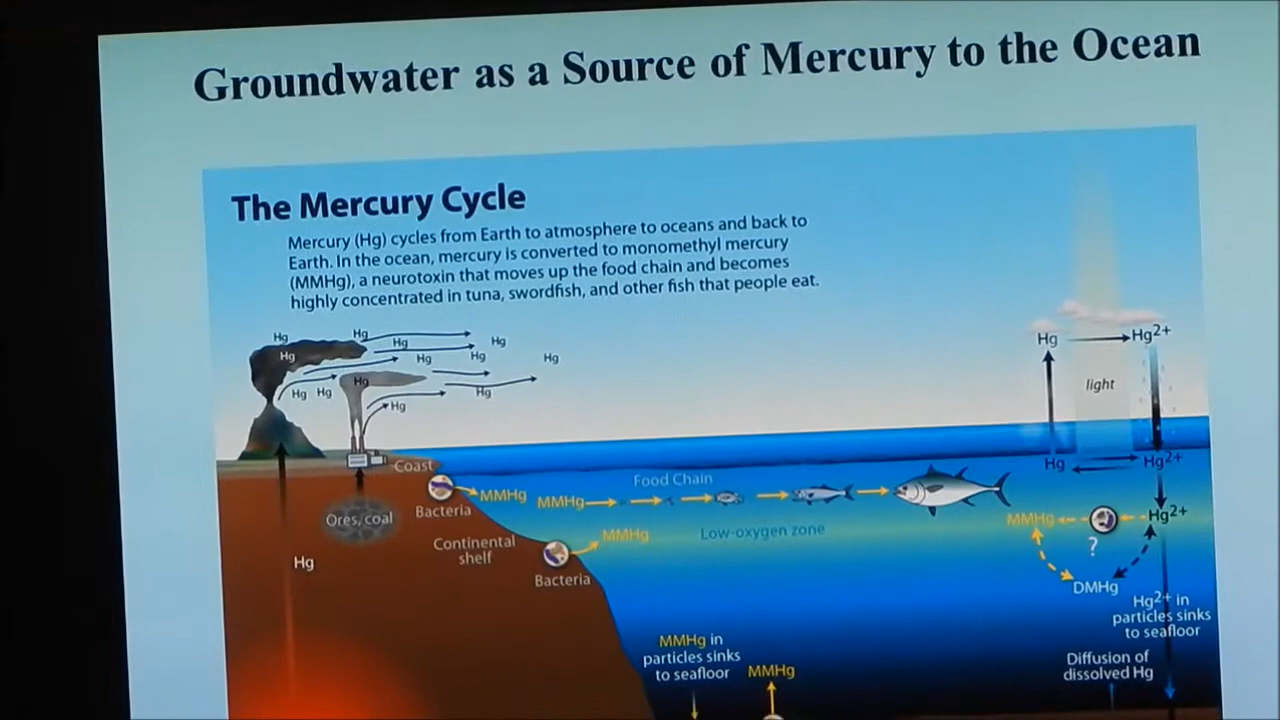 Groundwater as a Source of Mercury to the Ocean
The Mercury Cycle
Mercury (Hg) cycles from Earth to atmosphere to oceans and back to
Earth. In the ocean, mercury is converted to monomethyl mercury
(MMHg), a neurotoxin that moves up the food chain and becomes
highly concentrated in tuna, swordfish, and other fish that people eat.
Hg
Hg
Hg
Hg
Hg
Hg
Hg
Hg
Hg
Hg
Hg
Hg
Hg
Hg
Hg Hg2+
light
Hg Hg2+
Coast
Bacteria
MMHg
MMHg
Food Chain
Ores, coal
Continental
shelf
Bacteria
MMHg
Low-oxygen zone
MMHg
Hg2+
?
DMHg
Hg
Hg2+ in
particles sinks
to seafloor
MMHg in
particles sinks
to seafloor
MMHg
Diffusion of
dissolved Hg